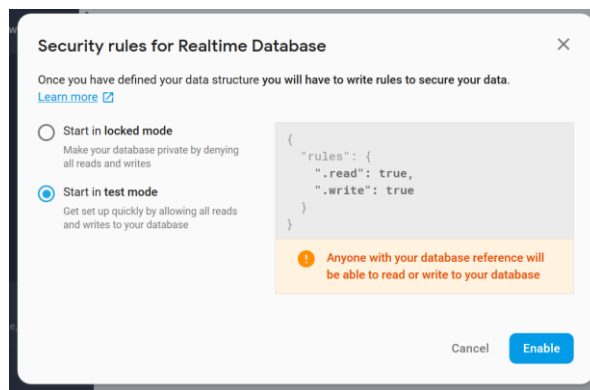 Security rules for Realtime Database
Once you have defined your data structure you will have to write rules to secure your data.
Learn more
Start in locked mode
Make your database private by denying
all reads and writes
Start in test mode
Get set up quickly by allowing all reads
and writes to your database
{
"rules": {
".read": true,
".write": true
}
}
Anyone with your database reference will
be able to read or write to your database
Cancel
Enable